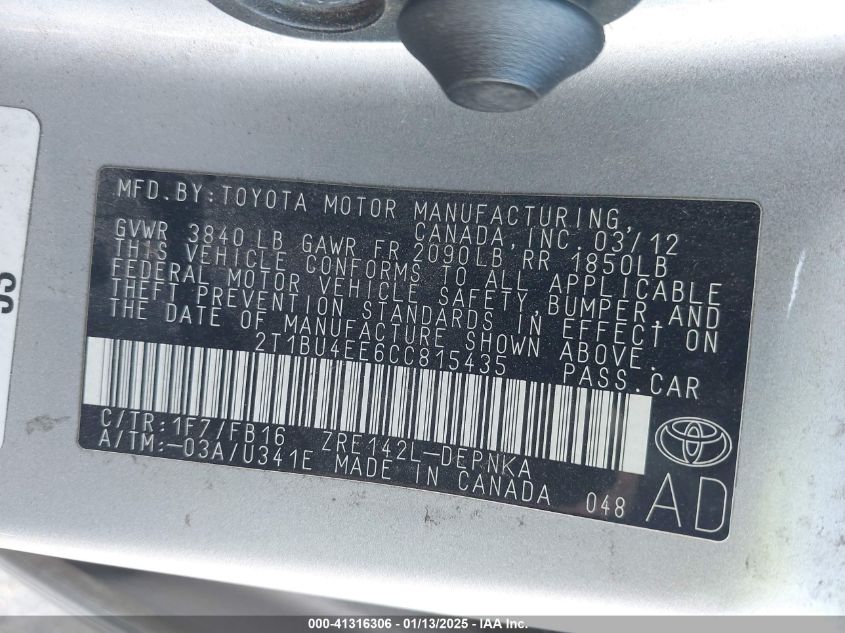 MFD.BY:TOYOTA MOTOR MANUFACTURING,
CANADA, INC. 03/12
GVWR 3840LB GAWR FR 2090LB RR 1850LB
THIS VEHICLE CONFORMS TO ALL APPLICABLE
FEDERAL MOTOR VEHICLE SAFETY, BUMPER, AND
THEFT PREVENTION STANDARDS IN EFFECT ON
THE DATE OF MANUFACTURE SHOWN ABOVE.
2T1BU4EE6CC815435 PASS.CAR
C/TR:1F7/FB16 ZRE142L-DEPNKA
A/TM:-03A/U341E MADE IN CANADA 048 AD
000-41316306 | 01/13/2025 - IAA Inc.